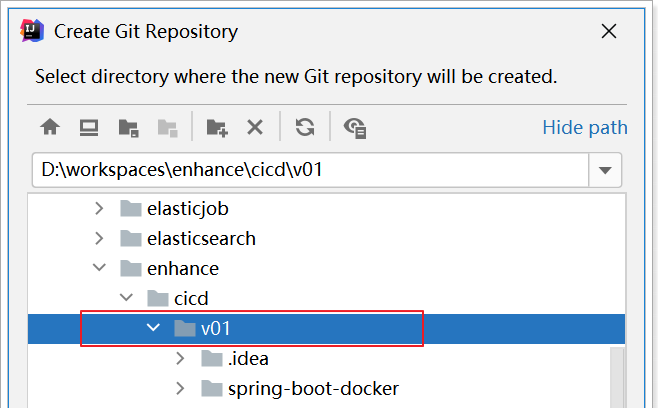 Create Git Repository
Select directory where the new Git repository will be created.
Hide path
D:\workspaces\enhance\cicd\v01
elasticjob
elasticsearch
enhance
cicd
v01
.idea
spring-boot-docker